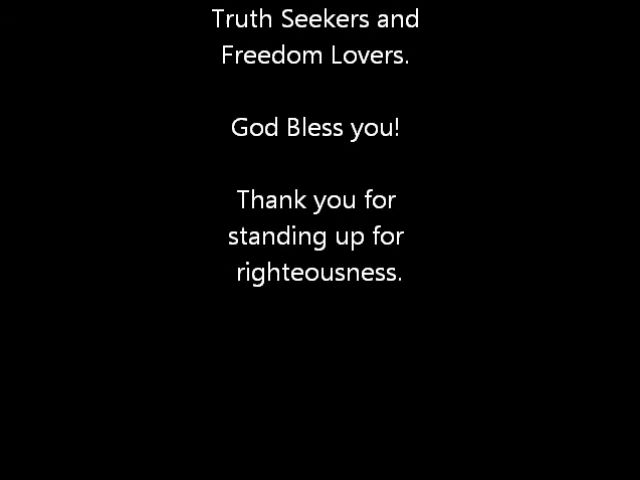 Truth Seekers and
Freedom Lovers.
God Bless you!
Thank you for
standing up for
righteousness.